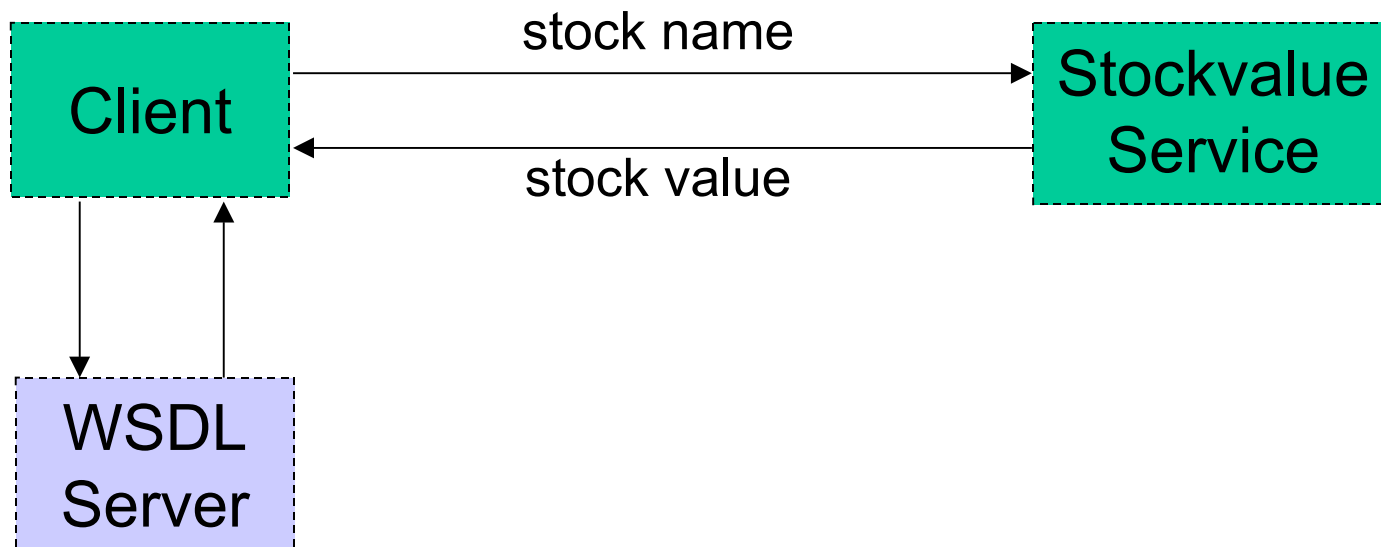 stock name
Client
Stockvalue
Service
stock value
WSDL
Server